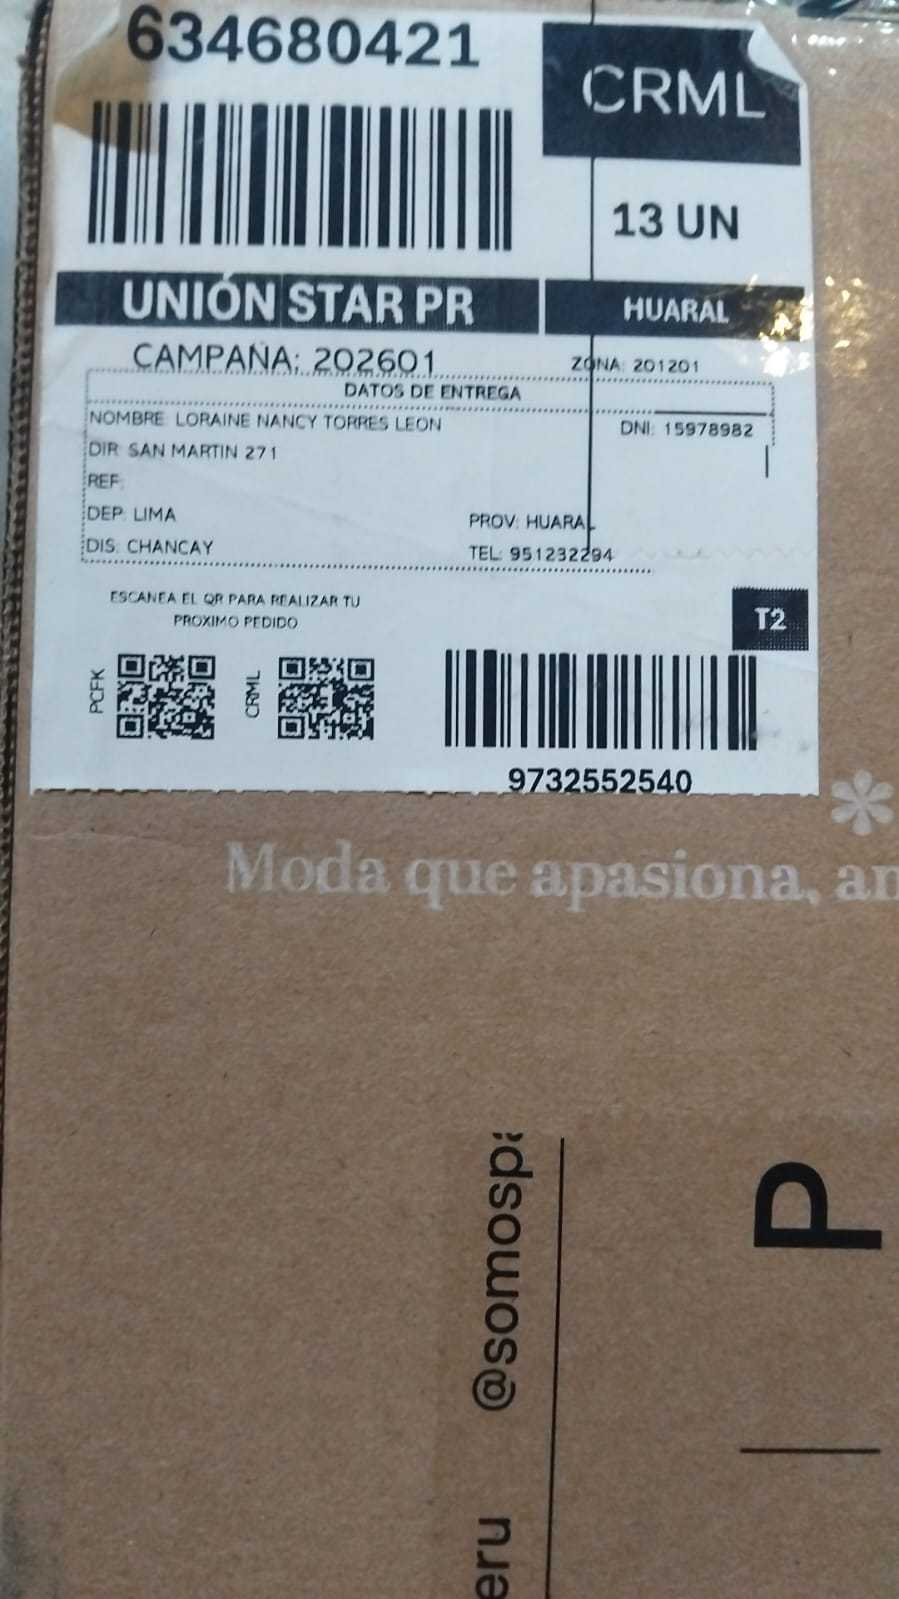 634680421
CRML
13 UN
UNIÓN STAR PR
HUARAL
CAMPAÑA: 202601
ZONA: 201201
DATOS DE ENTREGA
NOMBRE: LORAINE NANCY TORRES LEON
DNI: 15978982
DIR: SAN MARTIN 271
REF:
DEP: LIMA
PROV: HUARAL
DIS: CHANCAY
TEL: 951232294
ESCANEA EL QR PARA REALIZAR TU
PROXIMO PEDIDO
T2
PCFK
CRML
9732552540
Moda que apasiona, an
@somosp
eru
P